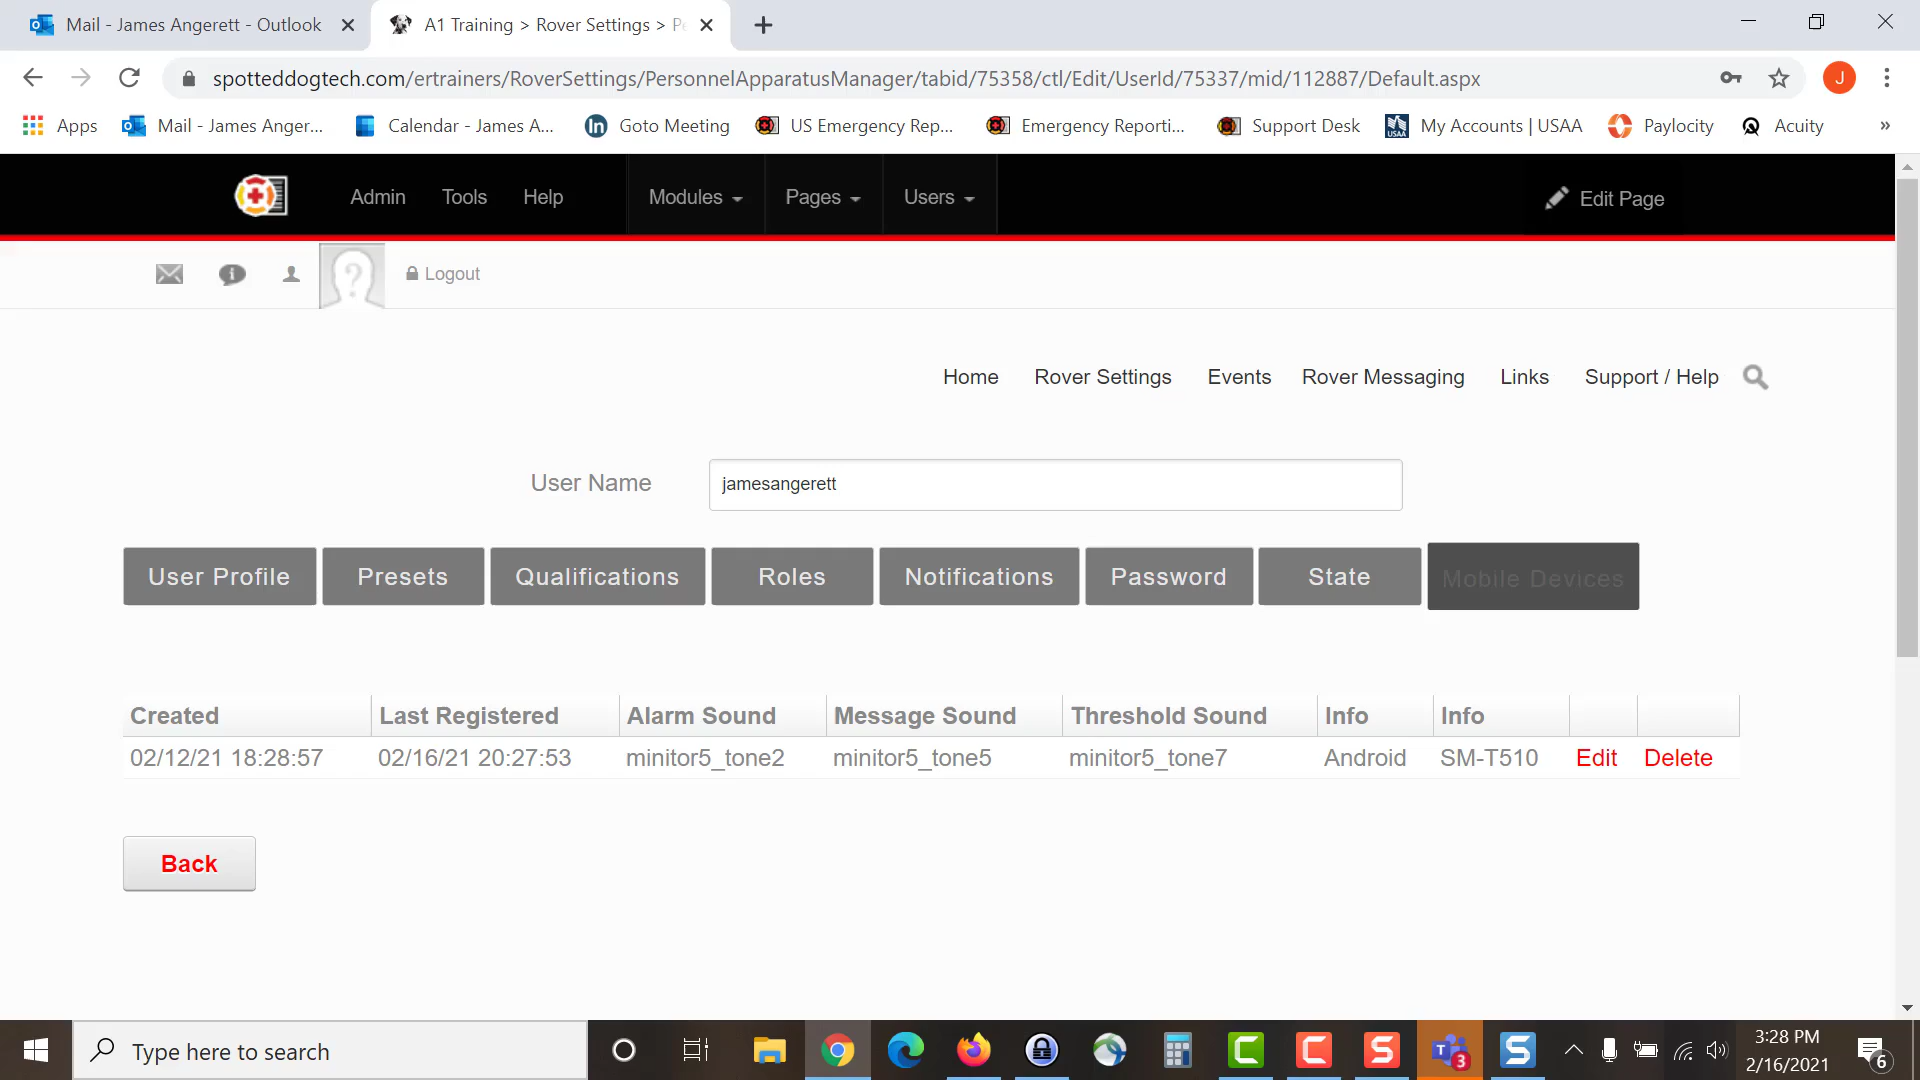 Mail - James Angerett - Outlook
A1 Training > Rover Settings > Pe
spotteddogtech.com/ertrainers/RoverSettings/PersonnelApparatusManager/tabid/75358/ctl/Edit/UserId/75337/mid/112887/Default.aspx
J
Apps
Mail - James Anger...
Calendar - James A...
Goto Meeting
US Emergency Rep...
Emergency Reporti...
Support Desk
My Accounts | USAA
Paylocity
Acuity
»
Admin
Tools
Help
Modules
Pages
Users
Edit Page
Logout
Home
Rover Settings
Events
Rover Messaging
Links
Support / Help
User Name
jamesangerett
User Profile
Presets
Qualifications
Roles
Notifications
Password
State
Mobile Devices
Created Last Registered Alarm Sound Message Sound Threshold Sound Info Info
02/12/21 18:28:57 02/16/21 20:27:53 minitor5_tone2 minitor5_tone5 minitor5_tone7 Android SM-T510 Edit Delete
Back
Type here to search
3
3:28 PM
2/16/2021
6